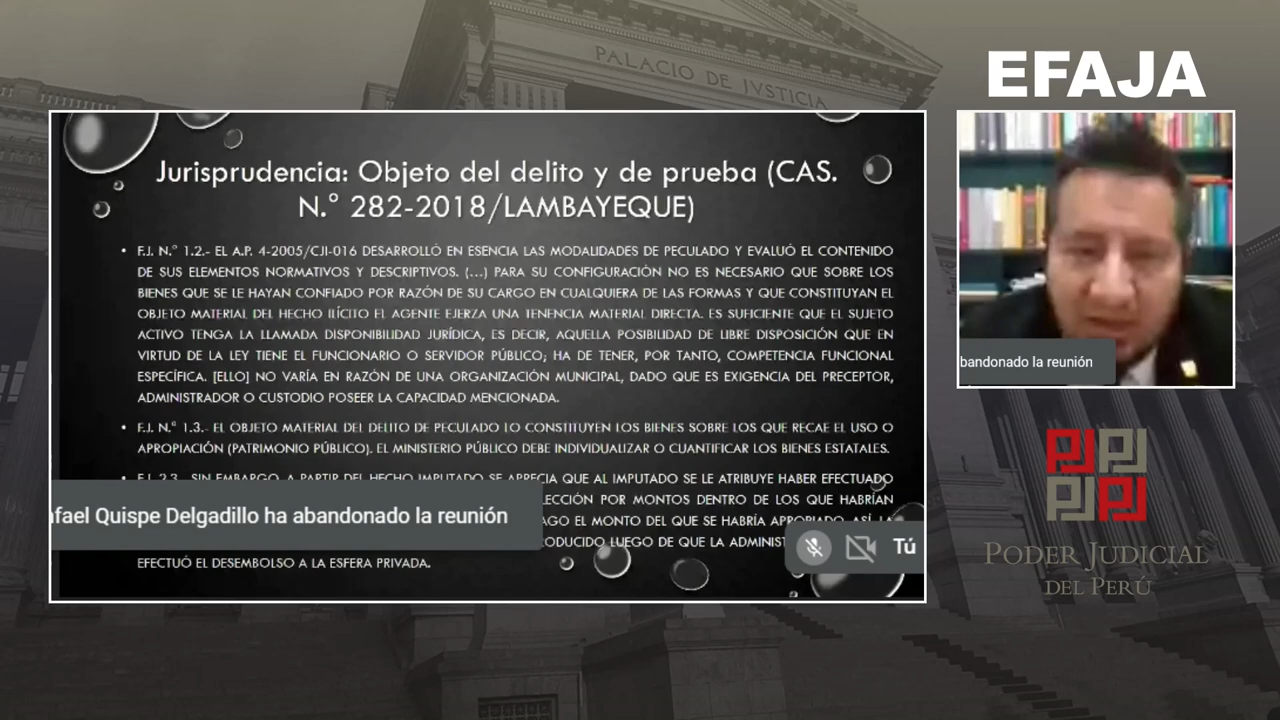 PALACIO DE JUSTICIA
EFAJA
Jurisprudencia: Objeto del delito y de prueba (CAS.
N.° 282-2018/LAMBAYEQUE)
• F.J. N.° 1.2.- EL A.P. 4-2005/CJ1-016 DESARROLLÓ EN ESENCIA LAS MODALIDADES DE PECULADO Y EVALUÓ EL CONTENIDO
DE SUS ELEMENTOS NORMATIVOS Y DESCRIPTIVOS. (...) PARA SU CONFIGURACIÓN NO ES NECESARIO QUE SOBRE LOS
BIENES QUE SE LE HAYAN CONFIADO POR RAZÓN DE SU CARGO EN CUALQUIERA DE LAS FORMAS Y QUE CONSTITUYAN EL
OBJETO MATERIAL DEL HECHO ILÍCITO EL AGENTE EJERZA UNA TENENCIA MATERIAL DIRECTA. ES SUFICIENTE QUE EL SUJETO
ACTIVO TENGA LA LLAMADA DISPONIBILIDAD JURÍDICA, ES DECIR, AQUELLA POSIBILIDAD DE LIBRE DISPOSICIÓN QUE EN
VIRTUD DE LA LEY TIENE EL FUNCIONARIO O SERVIDOR PÚBLICO; HA DE TENER, POR TANTO, COMPETENCIA FUNCIONAL
ESPECÍFICA. [ELLO] NO VARÍA EN RAZÓN DE UNA ORGANIZACIÓN MUNICIPAL, DADO QUE ES EXIGENCIA DEL PRECEPTOR,
ADMINISTRADOR O CUSTODIO POSEER LA CAPACIDAD MENCIONADA.
• F.J. N.° 1.3.- EL OBJETO MATERIAL DEL DELITO DE PECULADO LO CONSTITUYEN LOS BIENES SOBRE LOS QUE RECAE EL USO O
APROPIACIÓN (PATRIMONIO PÚBLICO). EL MINISTERIO PÚBLICO DEBE INDIVIDUALIZAR O CUANTIFICAR LOS BIENES ESTATALES.
• F.J. 2.3.- SIN EMBARGO, A PARTIR DEL HECHO IMPUTADO SE APRECIA QUE AL IMPUTADO SE LE ATRIBUYE HABER EFECTUADO
LECCIÓN POR MONTOS DENTRO DE LOS QUE HABRÍAN
AGO EL MONTO DEL QUE SE HABRÍA APROPIADO. ASÍ, LA
RODUCIDO LUEGO DE QUE LA ADMINIST
EFECTUÓ EL DESEMBOLSO A LA ESFERA PRIVADA.
afael Quispe Delgadillo ha abandonado la reunión
Tú
bandonado la reunión
PODER JUDICIAL
DEL PERÚ